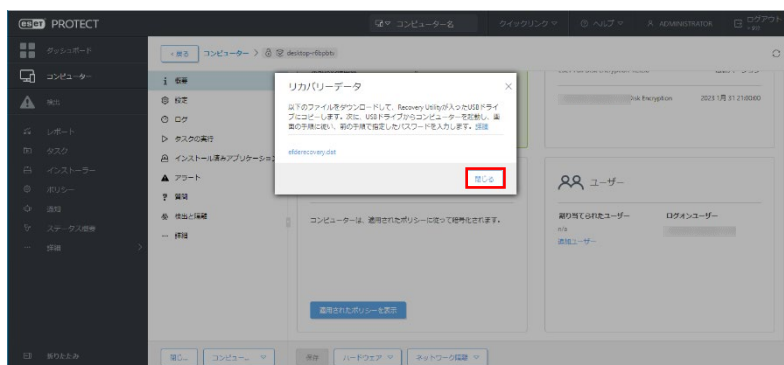 eset PROTECT
コンピューター名
クイックリンク
ヘルプ
ADMINISTRATOR
ログアウト
ダッシュボード
コンピューター
検出
レポート
タスク
インストーラー
ポリシー
通知
ステータス概要
詳細
折りたたみ
戻る
コンピューター
概要
設定
ログ
タスクの実行
インストール済みアプリケーション
アラート
質問
検出と隔離
詳細
リカバリーデータ
以下のファイルをダウンロードして、Recovery Utilityが入ったUSBドライ
ブにコピーします。次に、USBドライブからコンピューターを起動し、画
面の手順に従い、前の手順で指定したパスワードを入力します。詳細
efderecovery.dat
閉じる
コンピューターは、適用されたポリシーに従って暗号化されます。
適用されたポリシーを表示
Disk Encryption
2023 1月 31 21:00:00
ユーザー
割り当てられたユーザー
n/a
追加ユーザー
ログオンユーザー
閉じ...
コンピュー...
保存
ハードウェア
ネットワーク隔離